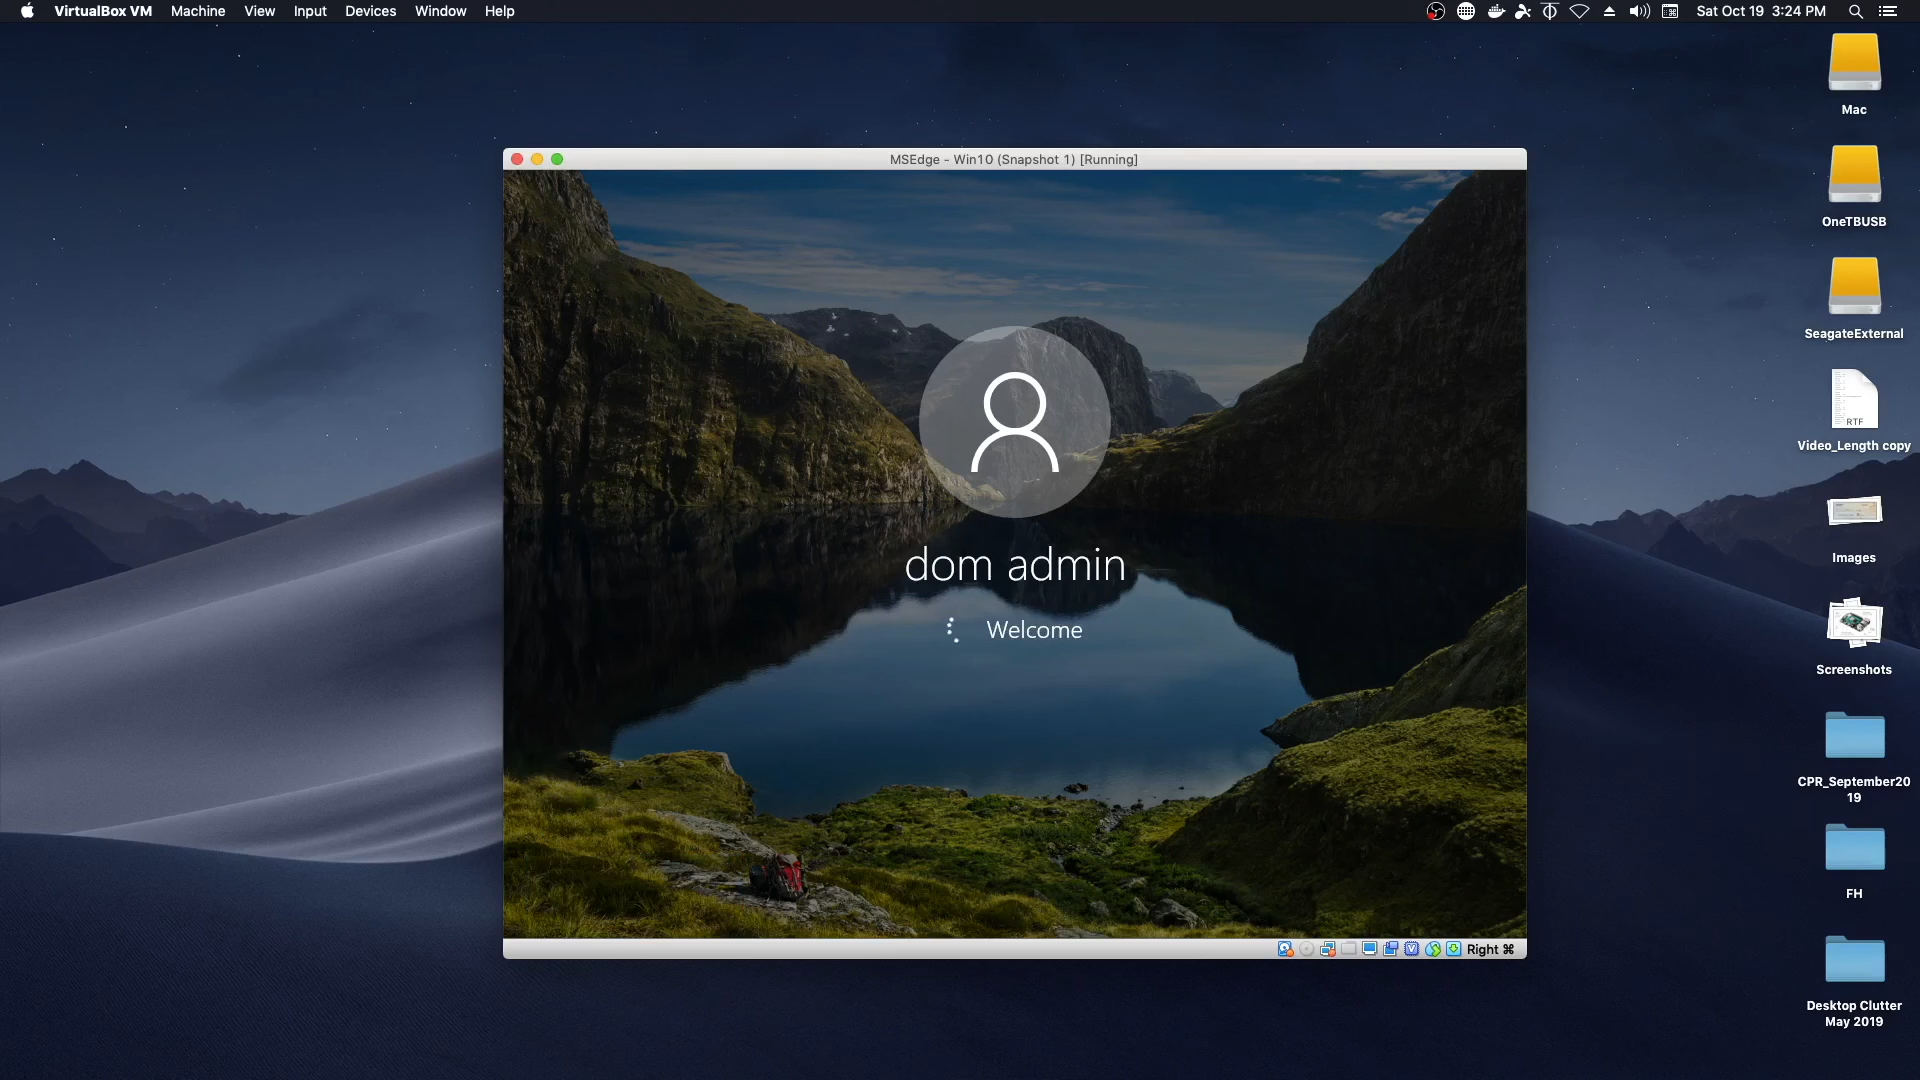 VirtualBox VM Machine View Input Devices Window Help Sat Oct 19 3:24 PM
MSEdge - Win10 (Snapshot 1) [Running]
dom admin
Welcome
Right ⌘
Mac
OneTBUSB
SeagateExternal
RTF
Video_Length copy
Images
Screenshots
CPR_September20
19
FH
Desktop Clutter
May 2019